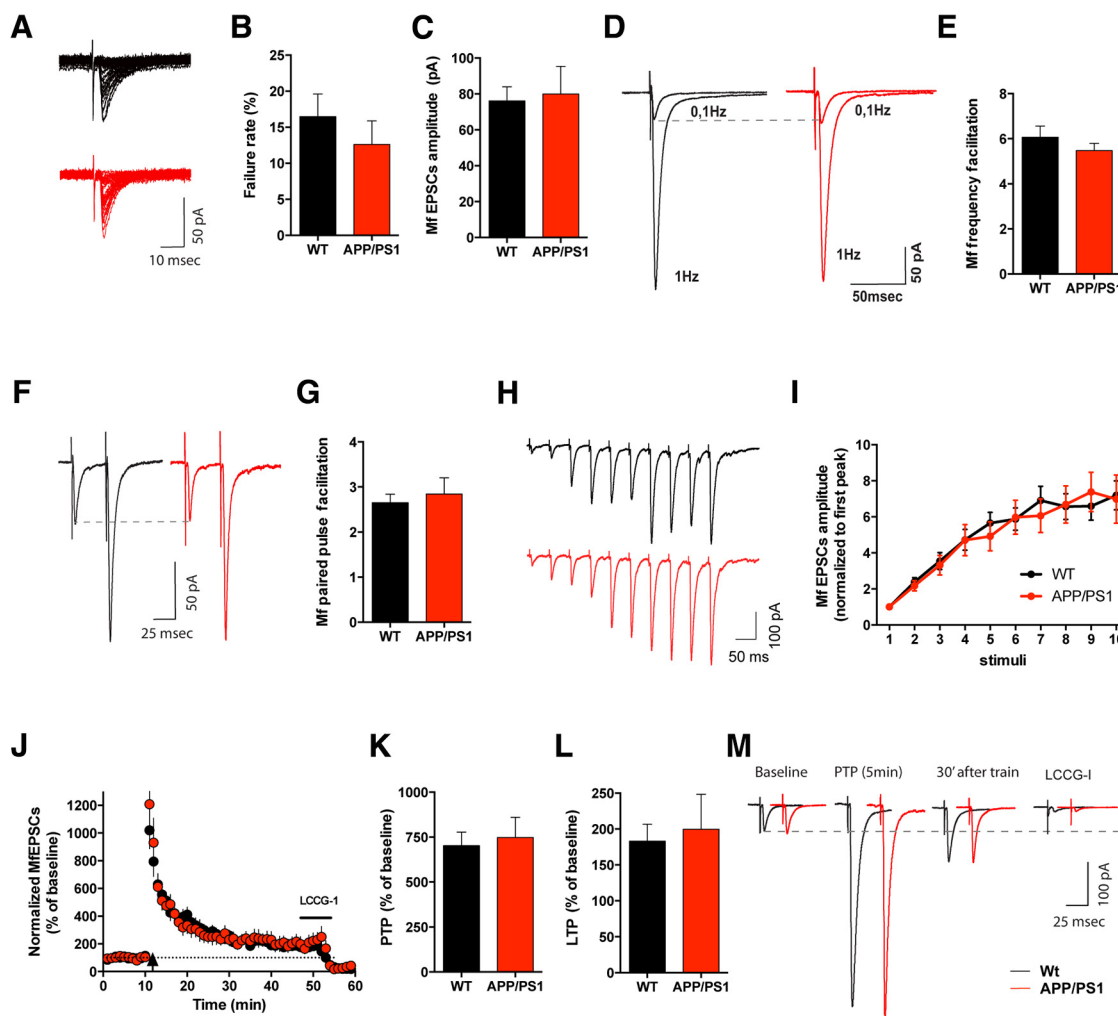 A
50 pA
10 msec
B
Failure rate (%)
25
20
15
10
5
0
WT
APP/PS1
C
Mf EPSCs amplitude (pA)
100
80
60
40
20
0
WT
APP/PS1
D
0,1Hz
1Hz
0,1Hz
1Hz
50 pA
50msec
E
Mf frequency facilitation
8
6
4
2
0
WT
APP/PS1
F
50 pA
25 msec
G
Mf paired pulse facilitation
4
3
2
1
0
WT
APP/PS1
H
100 pA
50 ms
I
Mf EPSCs amplitude
(normalized to first peak)
10
8
6
4
2
0
WT
APP/PS1
1 2 3 4 5 6 7 8 9 10
stimuli
J
Normalized MfEPSCs
(% of baseline)
1200
1000
800
600
400
200
100
0
LCCG-1
0 10 20 30 40 50 60
Time (min)
K
PTP (% of baseline)
1000
750
500
250
0
WT
APP/PS1
L
LTP (% of baseline)
250
200
150
100
50
0
WT
APP/PS1
M
Baseline
PTP (5min)
30' after train
LCCG-I
100 pA
25 msec
Wt
APP/PS1